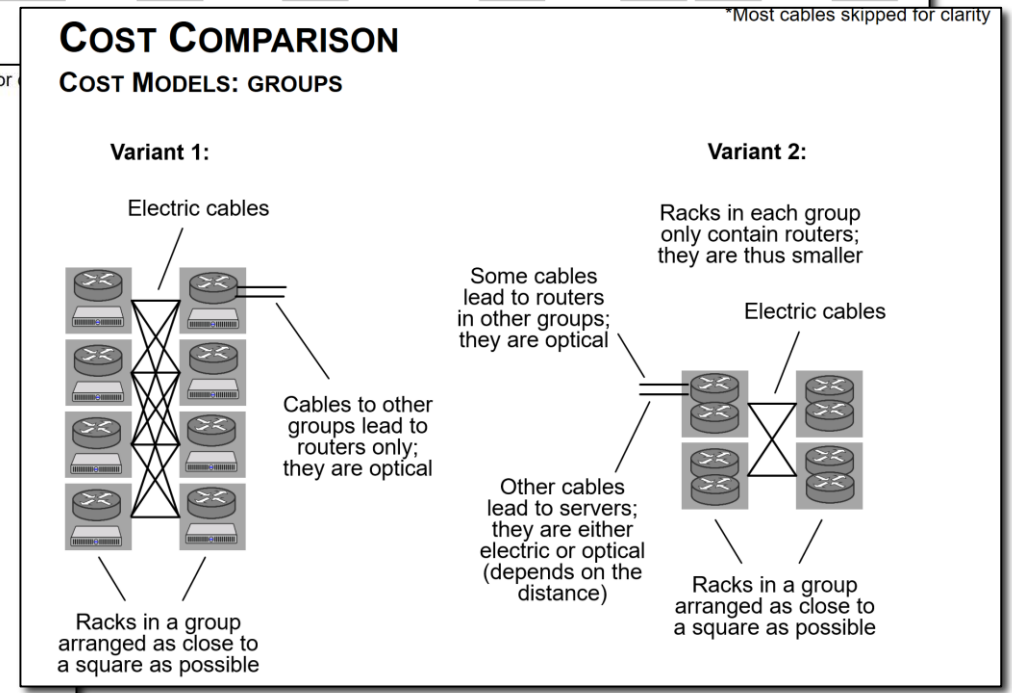 *Most cables skipped for clarity
or
COST COMPARISON
COST MODELS: GROUPS
Variant 1:
Electric cables
Cables to other
groups lead to
routers only;
they are optical
Racks in a group
arranged as close to
a square as possible
Variant 2:
Racks in each group
only contain routers;
they are thus smaller
Some cables
lead to routers
in other groups;
they are optical
Electric cables
Other cables
lead to servers;
they are either
electric or optical
(depends on the
distance)
Racks in a group
arranged as close to
a square as possible